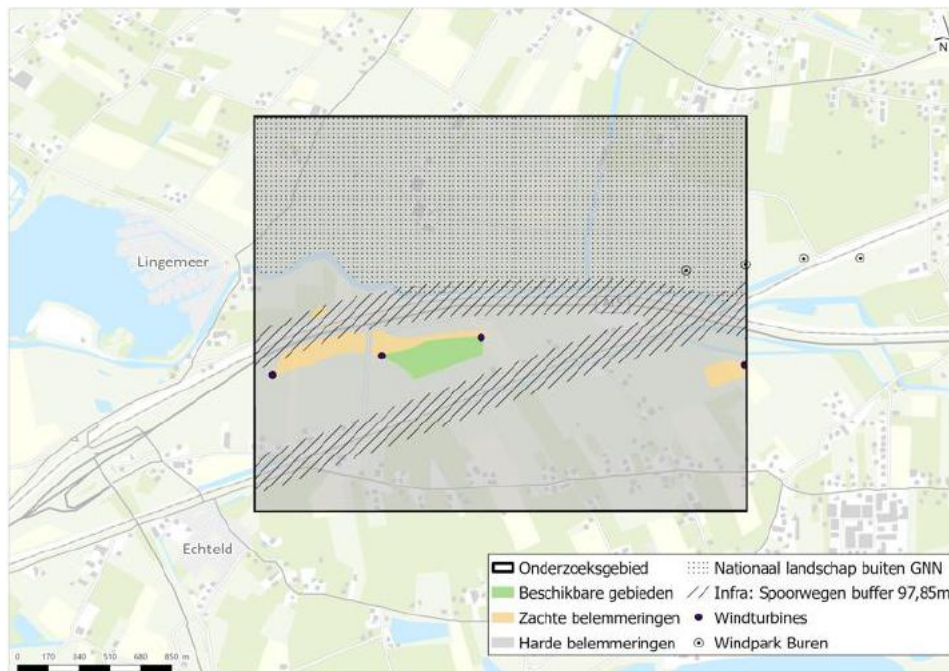 N
Lingemeer
A15
Echteld
Onderzoeksgebied
Beschikbare gebieden
Zachte belemmeringen
Harde belemmeringen
Nationaal landschap buiten GNN
Infra: Spoorwegen buffer 97,85m
Windturbines
Windpark Buren
0 170 340 510 680 850 m